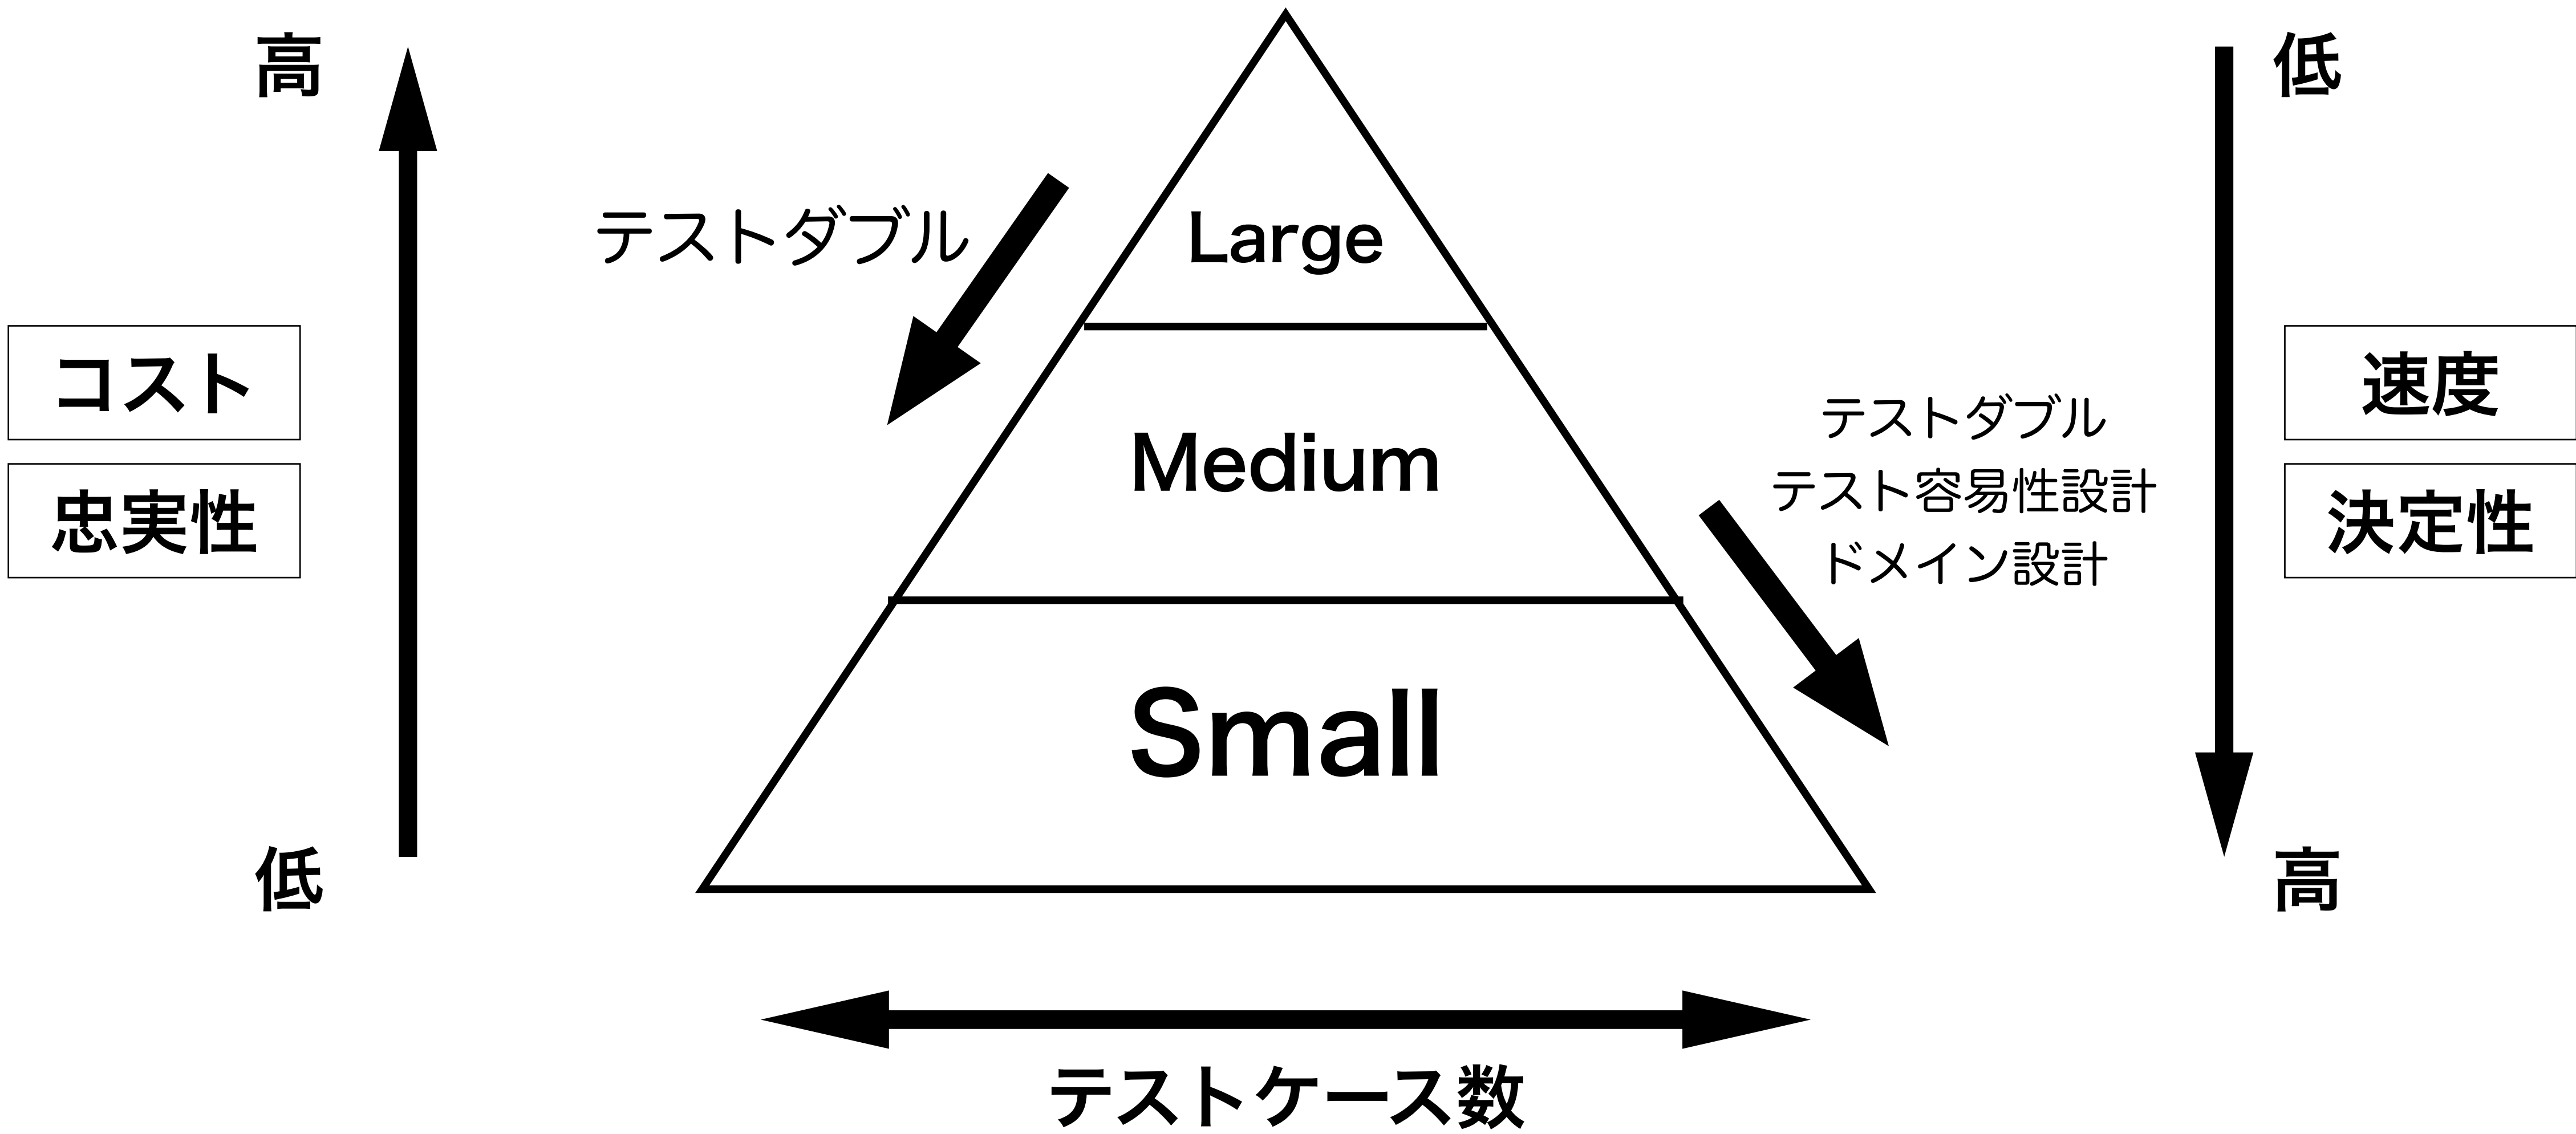 高
低
テストダブル
Large
コスト
速度
テストダブル
Medium
テスト容易性設計
忠実性
決定性
ドメイン設計
Small
低
高
テストケース数